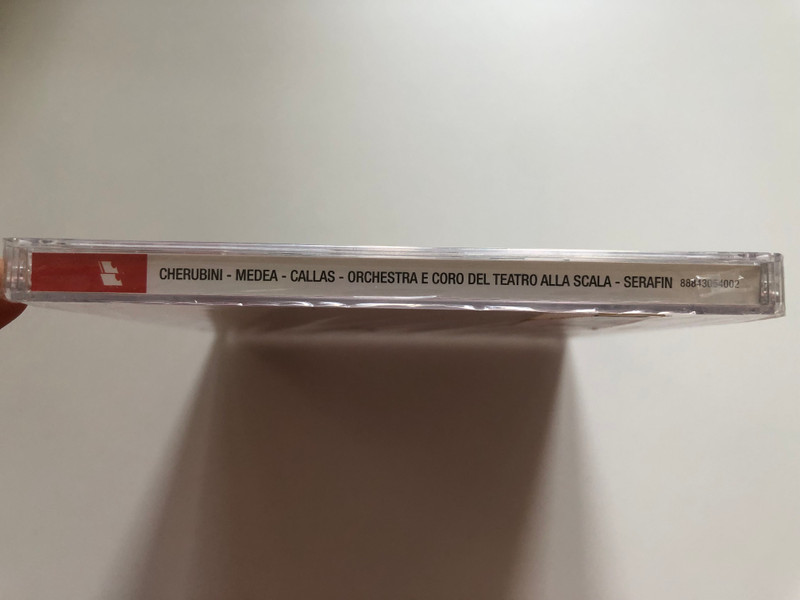 CHERUBINI - MEDEA - CALLAS - ORCHESTRA E CORO DEL TEATRO ALLA SCALA - SERAFIN